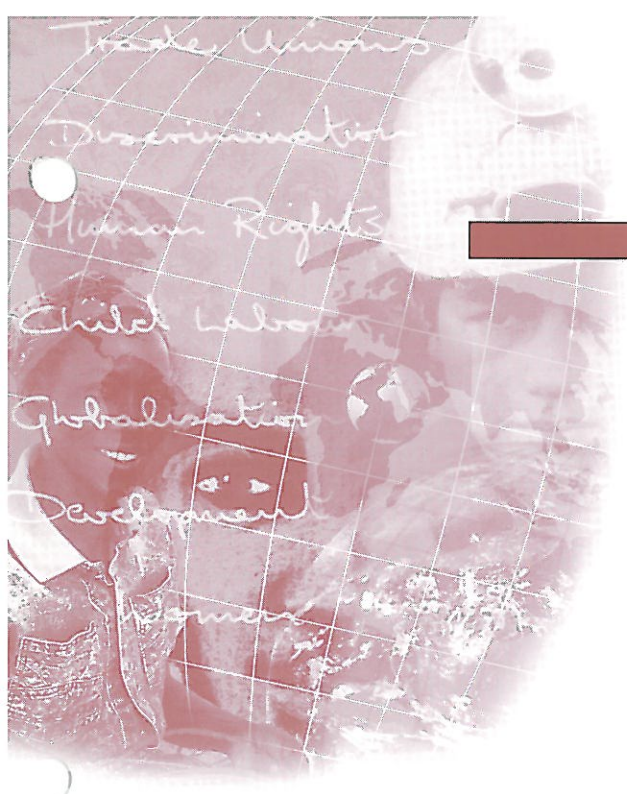 Trade Unions
Discrimination
Human Rights
Child Labour
Globalisation
Development
Women